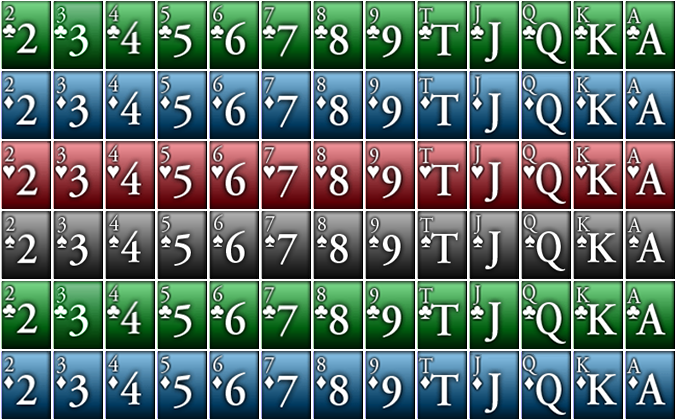 2♣2 3♣3 4♣4 5♣5 6♣6 7♣7 8♣8 9♣9 T♣T J♣J Q♣Q K♣K A♣A
2♦2 3♦3 4♦4 5♦5 6♦6 7♦7 8♦8 9♦9 T♦T J♦J Q♦Q K♦K A♦A
2♥2 3♥3 4♥4 5♥5 6♥6 7♥7 8♥8 9♥9 T♥T J♥J Q♥Q K♥K A♥A
2♠2 3♠3 4♠4 5♠5 6♠6 7♠7 8♠8 9♠9 T♠T J♠J Q♠Q K♠K A♠A
2♣2 3♣3 4♣4 5♣5 6♣6 7♣7 8♣8 9♣9 T♣T J♣J Q♣Q K♣K A♣A
2♦2 3♦3 4♦4 5♦5 6♦6 7♦7 8♦8 9♦9 T♦T J♦J Q♦Q K♦K A♦A